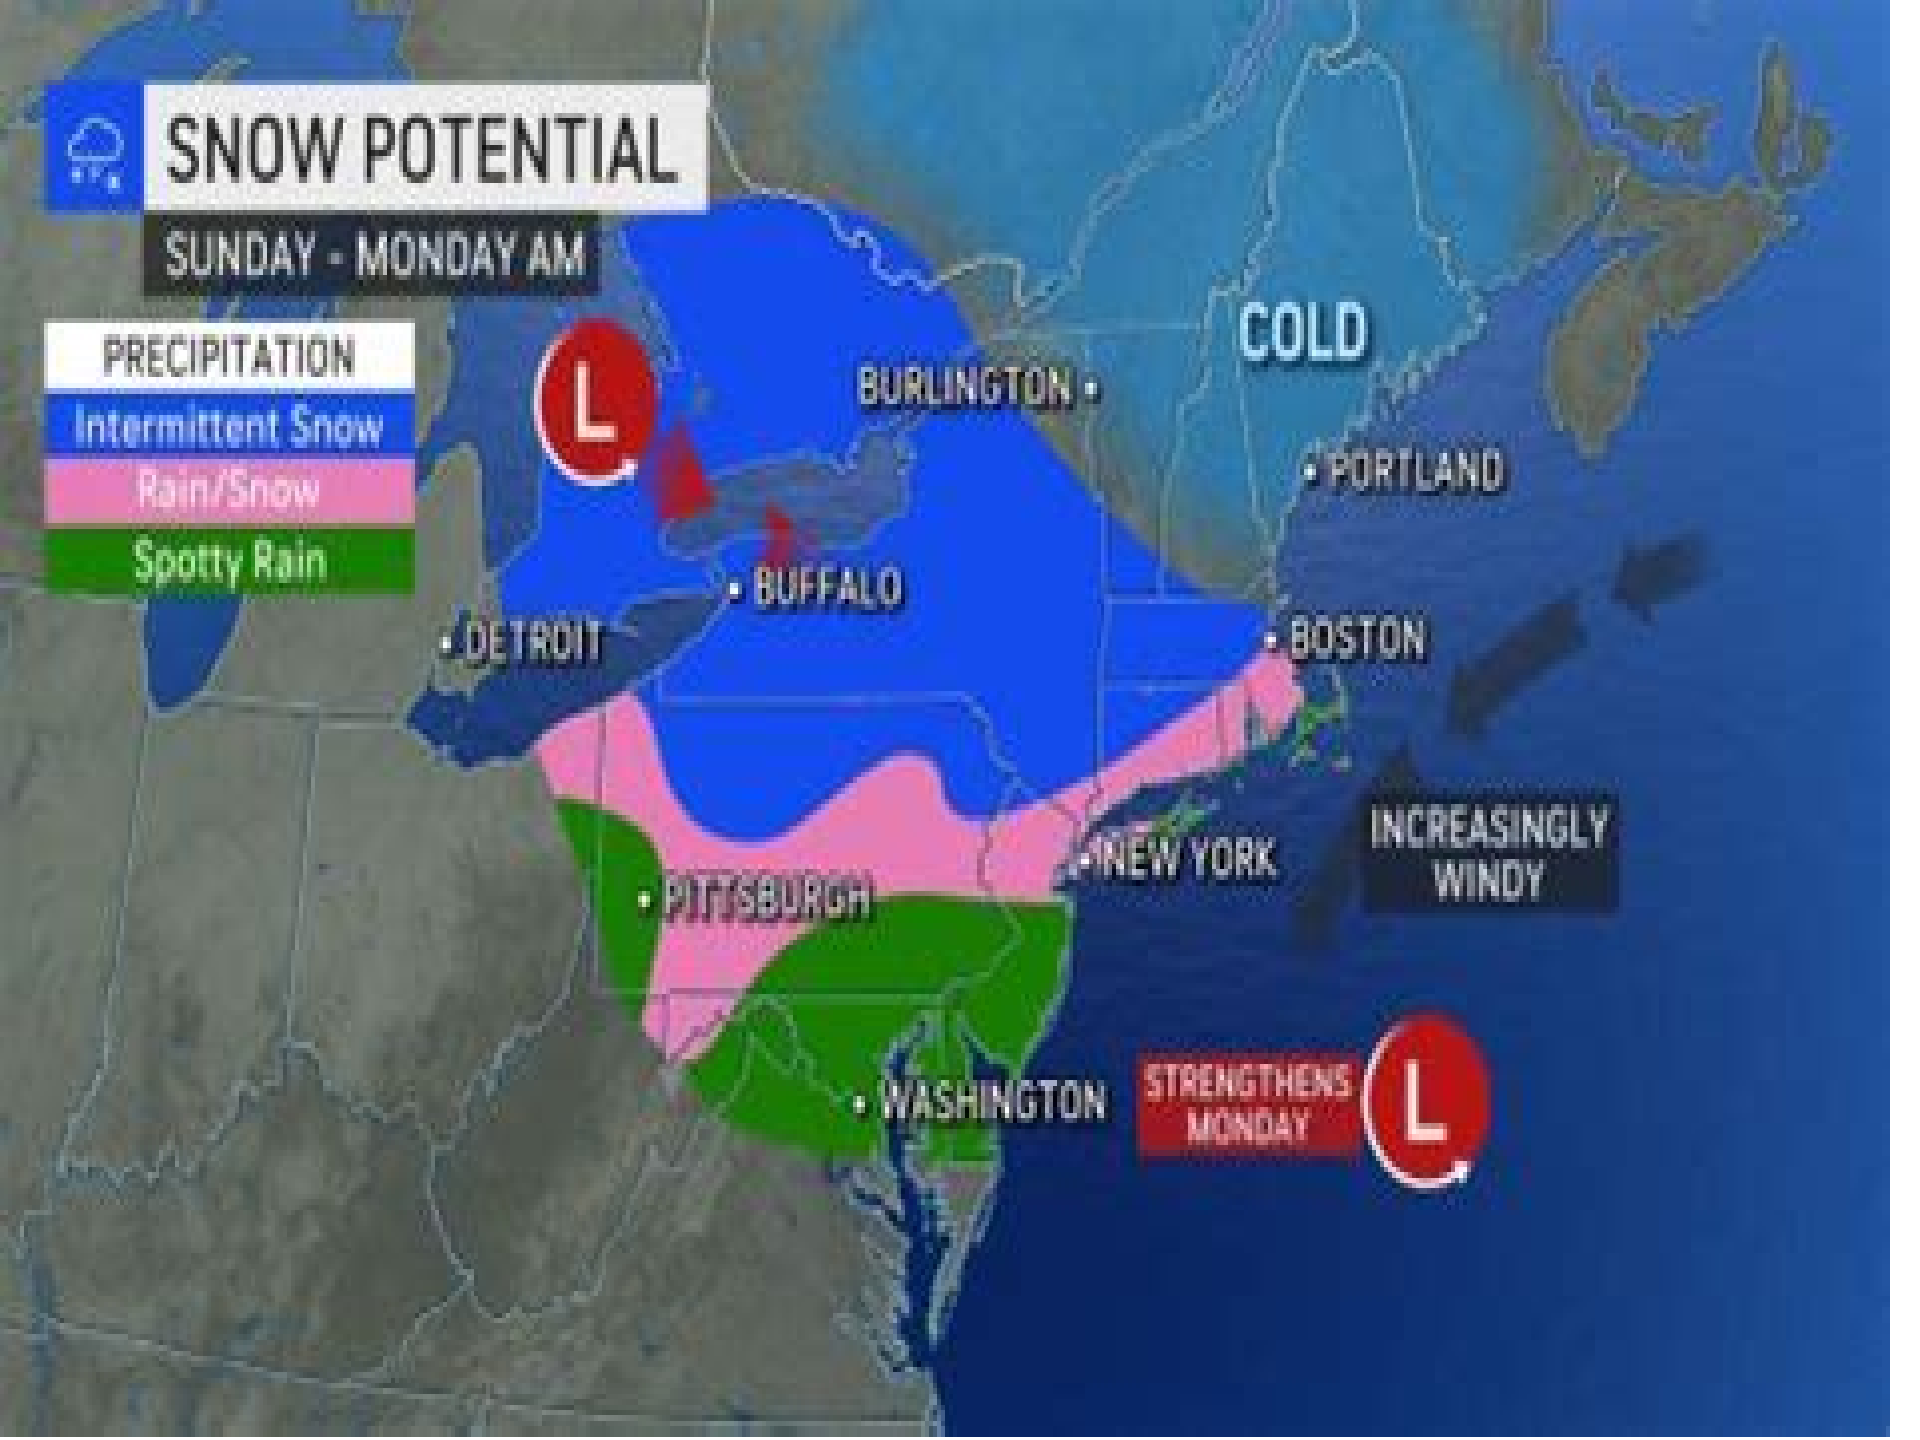 SNOW POTENTIAL
SUNDAY - MONDAY AM
PRECIPITATION
Intermittent Snow
Rain/Snow
Spotty Rain
L
COLD
BURLINGTON
PORTLAND
BUFFALO
DETROIT
BOSTON
INCREASINGLY
WINDY
NEW YORK
PITTSBURGH
WASHINGTON
STRENGTHENS
MONDAY
L